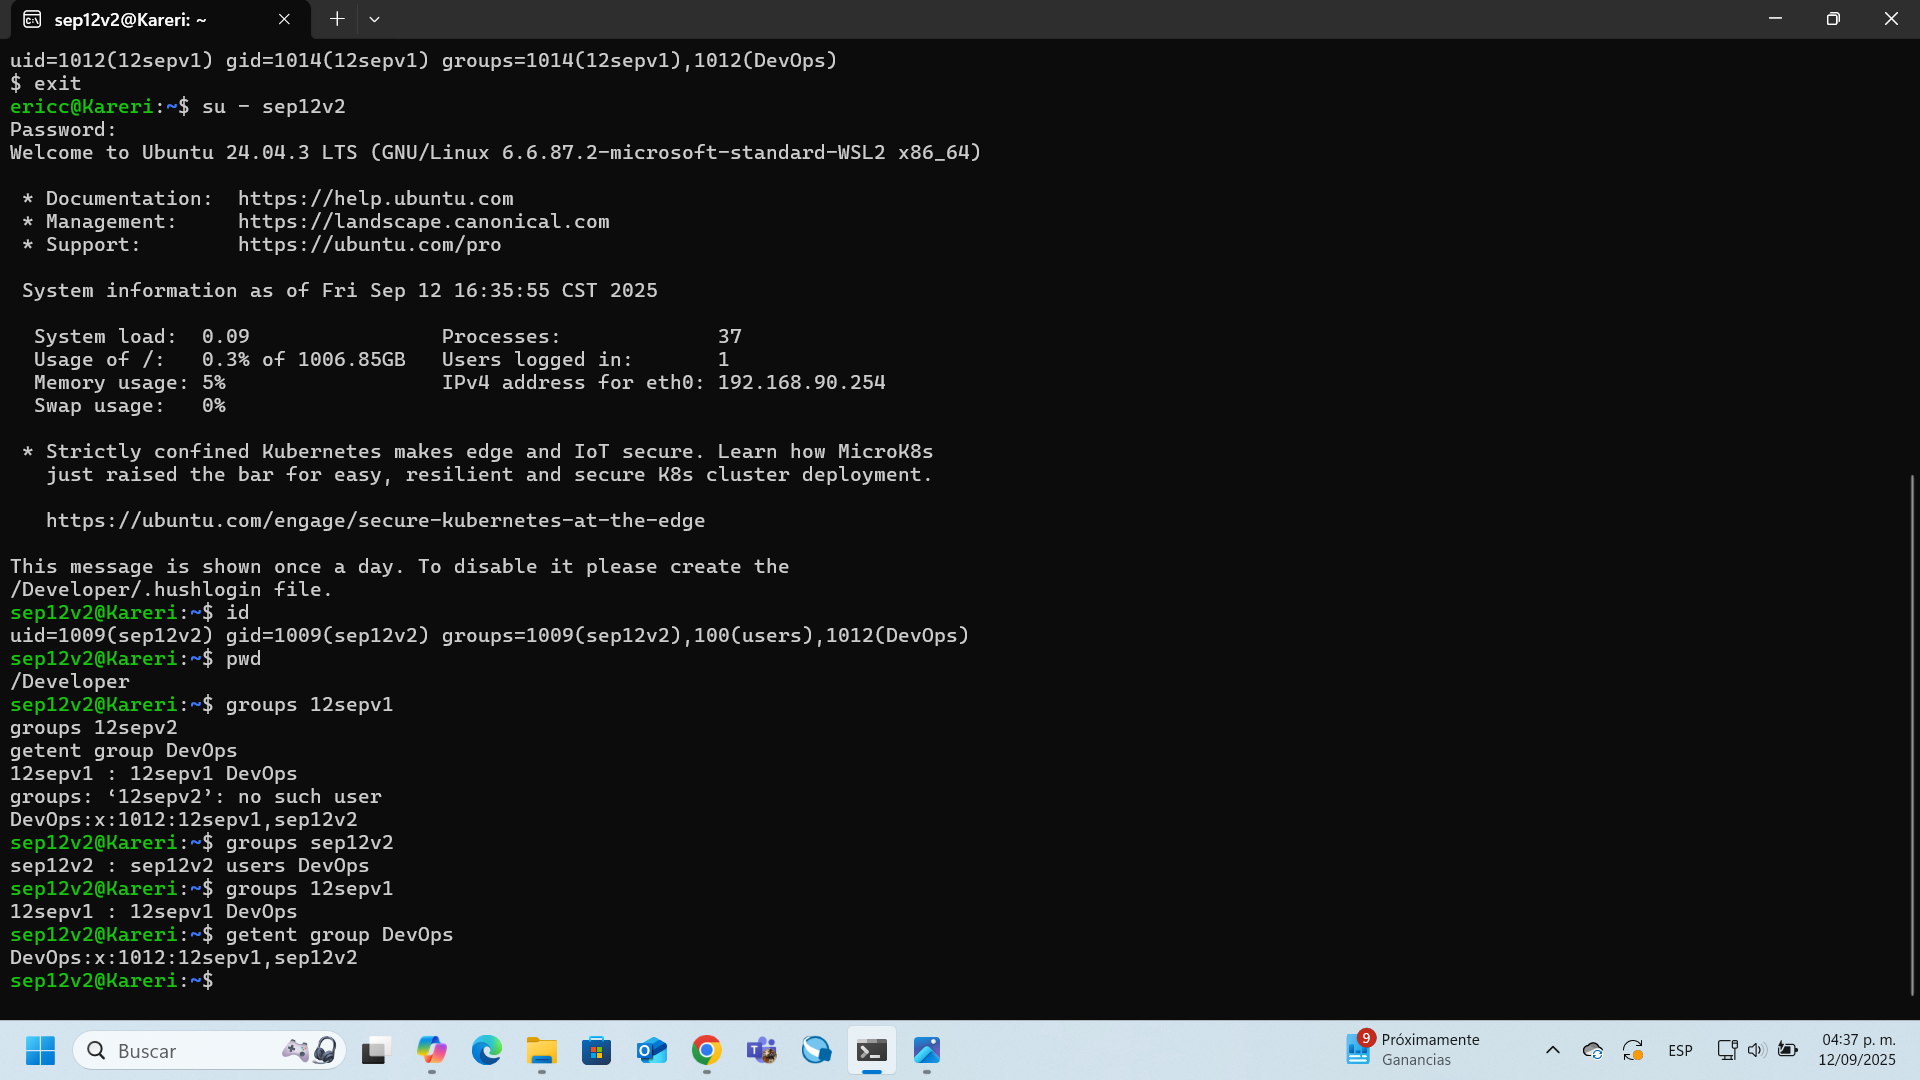 sep12v2@Kareri: ~
uid=1012(12sepv1) gid=1014(12sepv1) groups=1014(12sepv1),1012(DevOps)
$ exit
ericc@Kareri:~$ su - sep12v2
Password:
Welcome to Ubuntu 24.04.3 LTS (GNU/Linux 6.6.87.2-microsoft-standard-WSL2 x86_64)
* Documentation:  https://help.ubuntu.com
* Management:     https://landscape.canonical.com
* Support:        https://ubuntu.com/pro
System information as of Fri Sep 12 16:35:55 CST 2025
System load:  0.09                Processes:             37
Usage of /:   0.3% of 1006.85GB   Users logged in:       1
Memory usage: 5%                  IPv4 address for eth0: 192.168.90.254
Swap usage:   0%
* Strictly confined Kubernetes makes edge and IoT secure. Learn how MicroK8s
just raised the bar for easy, resilient and secure K8s cluster deployment.
https://ubuntu.com/engage/secure-kubernetes-at-the-edge
This message is shown once a day. To disable it please create the
/Developer/.hushlogin file.
sep12v2@Kareri:~$ id
uid=1009(sep12v2) gid=1009(sep12v2) groups=1009(sep12v2),100(users),1012(DevOps)
sep12v2@Kareri:~$ pwd
/Developer
sep12v2@Kareri:~$ groups 12sepv1
groups 12sepv2
getent group DevOps
12sepv1 : 12sepv1 DevOps
groups: ‘12sepv2’: no such user
DevOps:x:1012:12sepv1,sep12v2
sep12v2@Kareri:~$ groups sep12v2
sep12v2 : sep12v2 users DevOps
sep12v2@Kareri:~$ groups 12sepv1
12sepv1 : 12sepv1 DevOps
sep12v2@Kareri:~$ getent group DevOps
DevOps:x:1012:12sepv1,sep12v2
sep12v2@Kareri:~$
Buscar
9
Próximamente
Ganancias
ESP
04:37 p. m.
12/09/2025